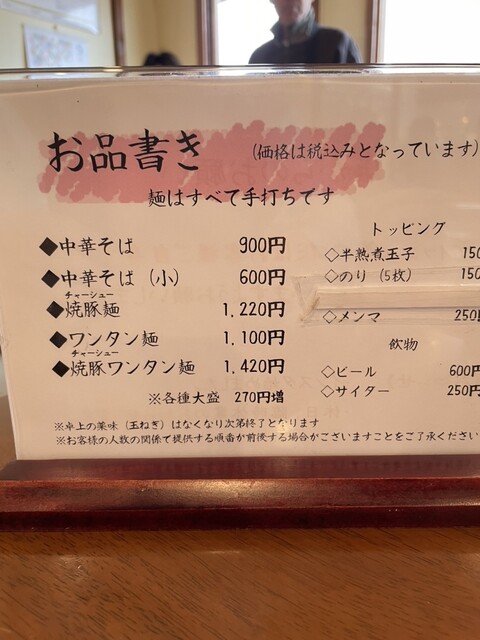 お品書き
(価格は税込みとなっています)
麺はすべて手打ちです
◆中華そば 900円
◆中華そば (小) 600円
チャーシュー
◆焼豚麺 1,220円
◆ワンタン麺 1,100円
チャーシュー
◆焼豚ワンタン麺 1,420円
※各種大盛 270円増
トッピング
◇半熟煮玉子 150
◇のり (5枚) 150
◇メンマ 250円
飲物
◇ビール 600円
◇サイター 250円
※卓上の薬味 (玉ねぎ) はなくなり次第終了となります
※お客様の人数の関係で提供する順番か前後する場合かございますことをご了承ください